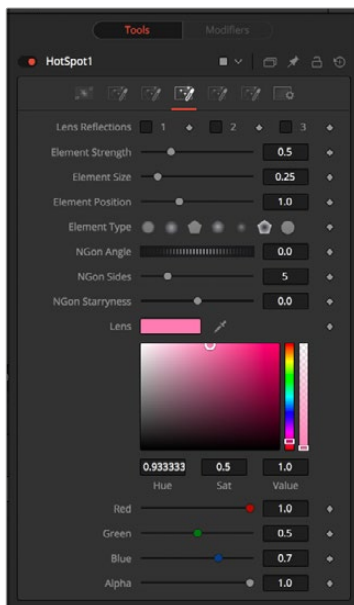 Tools Modifiers
HotSpot1
Lens Reflections 1 2 3
Element Strength 0.5
Element Size 0.25
Element Position 1.0
Element Type
NGon Angle 0.0
NGon Sides 5
NGon Starryness 0.0
Lens
0.933333 0.5 1.0
Hue Sat Value
Red 1.0
Green 0.5
Blue 0.7
Alpha 1.0